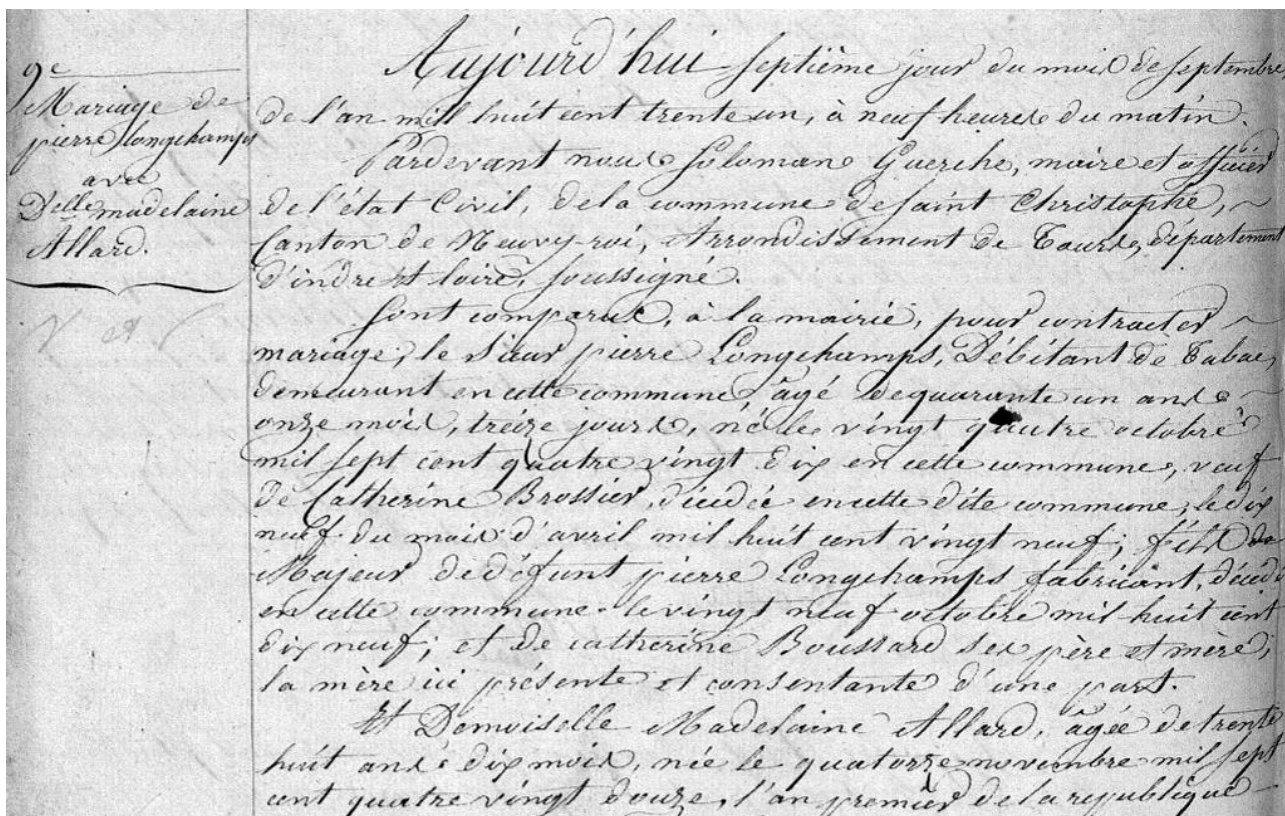 9e
Mariage de
pierre Longchamps
avec
Delle madelaine
Allard.
Aujourd'hui septième jour du mois de septembre
de l'an mill huit cent trente un, à neuf heures du matin.
Pardevant nous Soloman Guerche, maire et officier
de l'état Civil, de la commune de saint Christophe,
Canton de Neuvy-roi, Arrondissement de Tours, département
d'indre et loire, soussigné.
Sont comparus, à la mairie, pour contracter
mariage, le Sieur pierre Longchamps, Débitant de Tabac,
demeurant en cette commune, âgé de quarante un ans
onze mois, treize jours, né le vingt quatre octobre
mil sept cent quatre vingt dix en cette commune, veuf
de Catherine Brossier, décédée en cette dite commune, le dix
neuf du mois d'avril mil huit cent vingt neuf; fils
Majeur de défunt pierre Longchamps fabricant, décédé
en cette commune le vingt neuf octobre mil huit cent
dix neuf; et de catherine Boussard ses père et mère,
la mère ici présente et consentante d'une part.
Et Demoiselle Madelaine Allard, âgée de trente
huit ans dix mois, née le quatorze novembre mil sept
cent quatre vingt douze, l'an premier de la republique